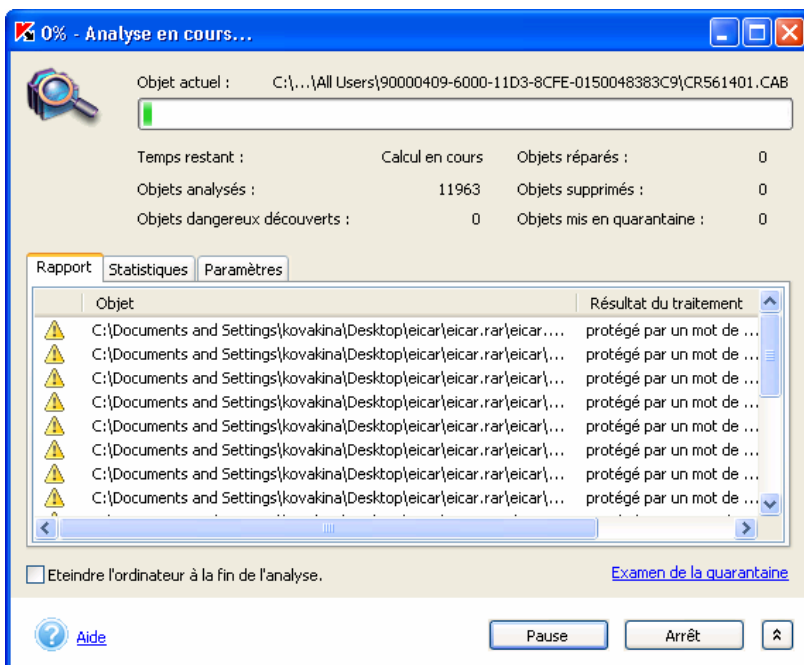 0% - Analyse en cours...
Objet actuel : C:\...\All Users\90000409-6000-11D3-8CFE-0150048383C9\CR561401.CAB
Temps restant : Calcul en cours Objets réparés : 0
Objets analysés : 11963 Objets supprimés : 0
Objets dangereux découverts : 0 Objets mis en quarantaine : 0
Rapport Statistiques Paramètres
Objet Résultat du traitement
C:\Documents and Settings\kovakina\Desktop\eicar\eicar.rar\eicar.... protégé par un mot de ...
C:\Documents and Settings\kovakina\Desktop\eicar\eicar.rar\eicar\... protégé par un mot de ...
C:\Documents and Settings\kovakina\Desktop\eicar\eicar.rar\eicar\... protégé par un mot de ...
C:\Documents and Settings\kovakina\Desktop\eicar\eicar.rar\eicar\... protégé par un mot de ...
C:\Documents and Settings\kovakina\Desktop\eicar\eicar.rar\eicar\... protégé par un mot de ...
C:\Documents and Settings\kovakina\Desktop\eicar\eicar.rar\eicar\... protégé par un mot de ...
C:\Documents and Settings\kovakina\Desktop\eicar\eicar.rar\eicar\... protégé par un mot de ...
C:\Documents and Settings\kovakina\Desktop\eicar\eicar.rar\eicar\... protégé par un mot de ...
Eteindre l'ordinateur à la fin de l'analyse. Examen de la quarantaine
Aide Pause Arrêt